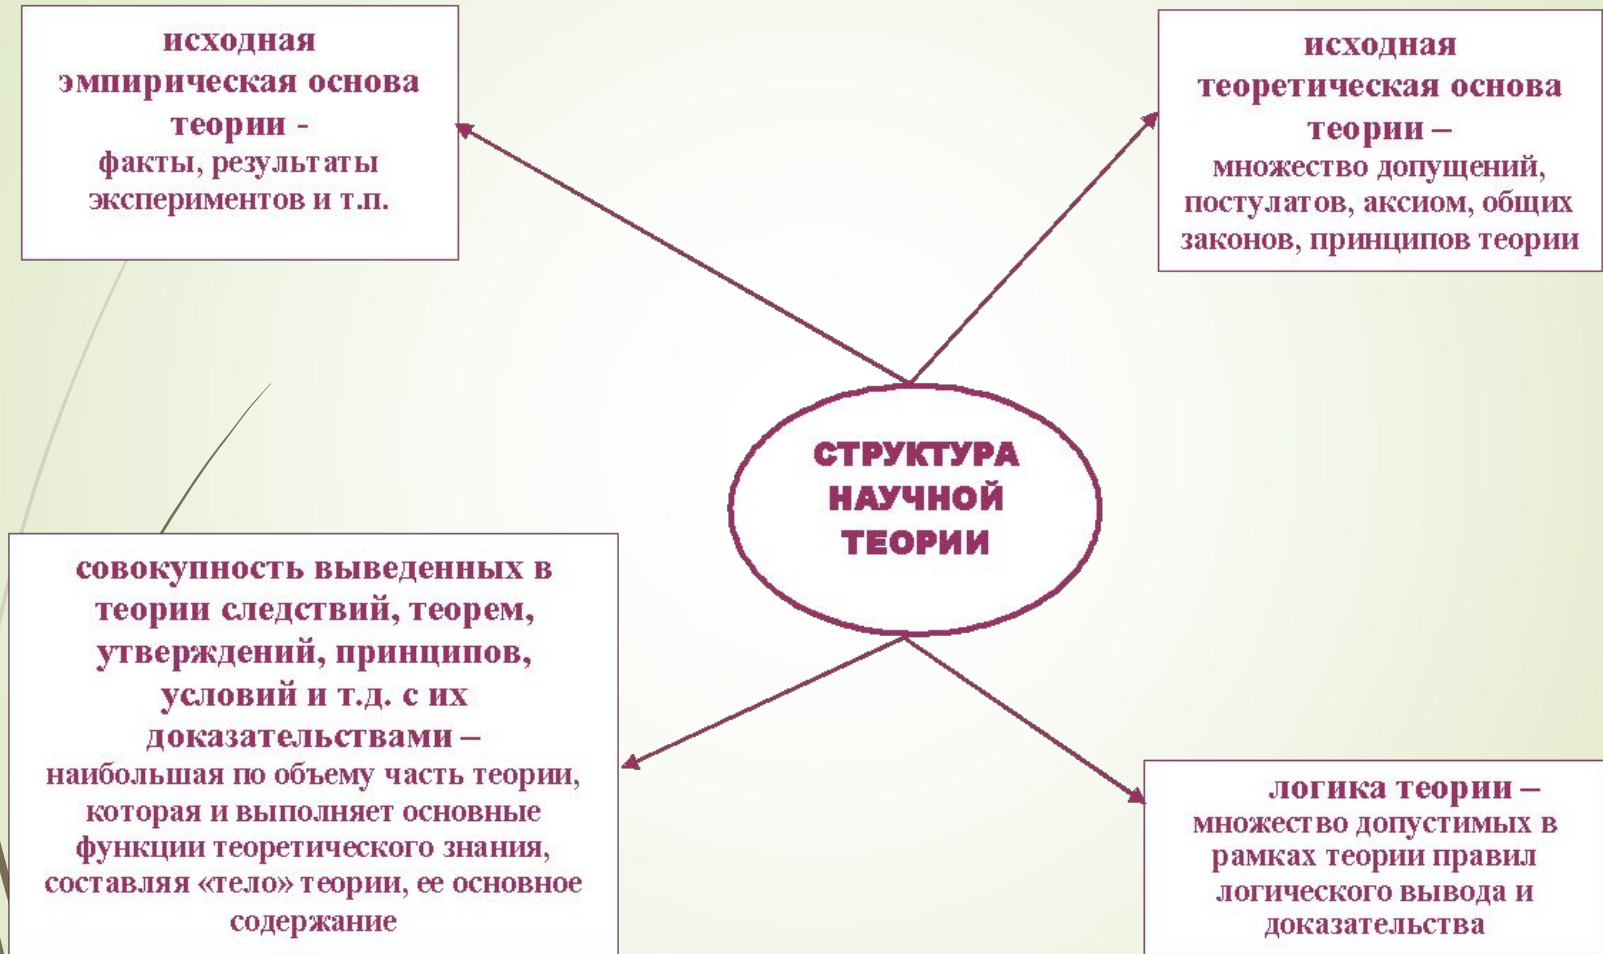 исходная
эмпирическая основа
теории -
факты, результаты
экспериментов и т.п.
исходная
теоретическая основа
теории –
множество допущений,
постулатов, аксиом, общих
законов, принципов теории
СТРУКТУРА
НАУЧНОЙ
ТЕОРИИ
совокупность выведенных в
теории следствий, теорем,
утверждений, принципов,
условий и т.д. с их
доказательствами –
наибольшая по объему часть теории,
которая и выполняет основные
функции теоретического знания,
составляя «тело» теории, ее основное
содержание
логика теории –
множество допустимых в
рамках теории правил
логического вывода и
доказательства